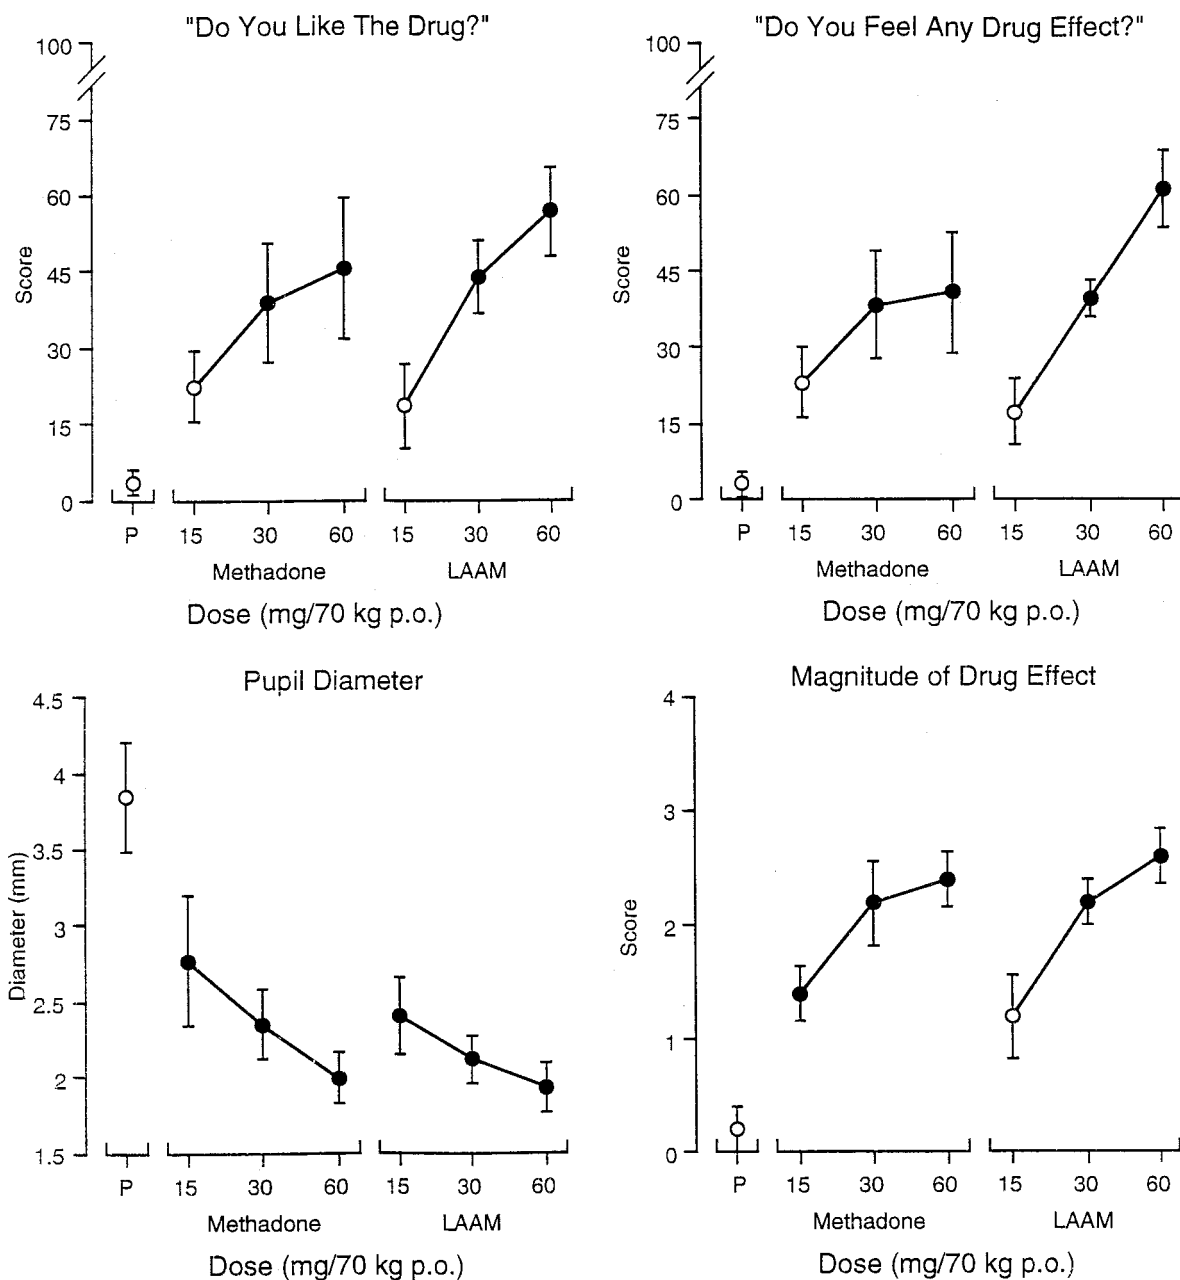 "Do You Like The Drug?"
100
75
60
45
30
15
0
Score
P
15 30 60
Methadone
15 30 60
LAAM
Dose (mg/70 kg p.o.)
"Do You Feel Any Drug Effect?"
100
75
60
45
30
15
0
Score
P
15 30 60
Methadone
15 30 60
LAAM
Dose (mg/70 kg p.o.)
Pupil Diameter
4.5
4
3.5
3
2.5
2
1.5
Diameter (mm)
P
15 30 60
Methadone
15 30 60
LAAM
Dose (mg/70 kg p.o.)
Magnitude of Drug Effect
4
3
2
1
0
Score
P
15 30 60
Methadone
15 30 60
LAAM
Dose (mg/70 kg p.o.)